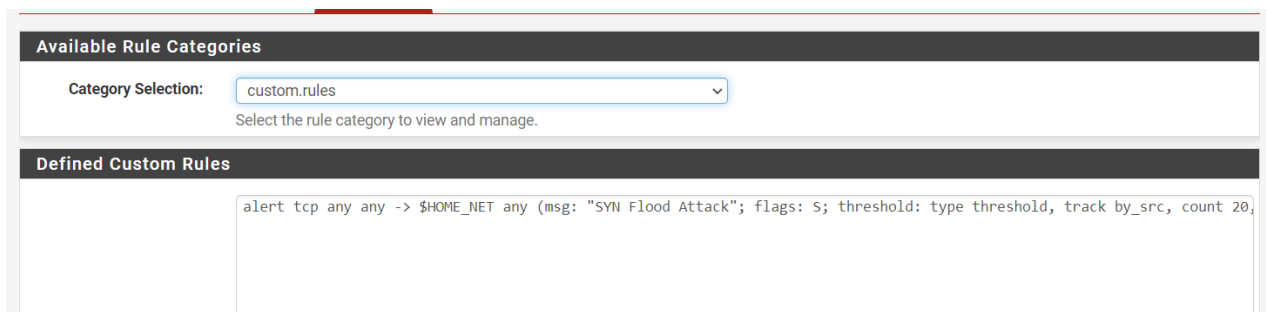 Available Rule Categories
Category Selection: custom.rules
Select the rule category to view and manage.
Defined Custom Rules
alert tcp any any -> $HOME_NET any (msg: "SYN Flood Attack"; flags: S; threshold: type threshold, track by_src, count 20,